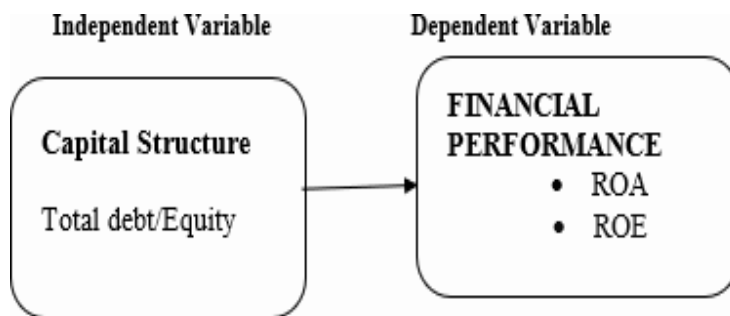 Independent Variable
Dependent Variable
Capital Structure
Total debt/Equity
FINANCIAL
PERFORMANCE
• ROA
• ROE